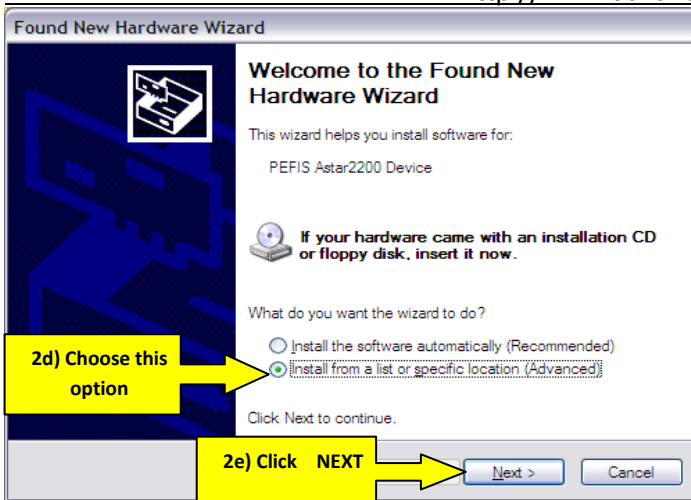 Found New Hardware Wizard
Welcome to the Found New
Hardware Wizard
This wizard helps you install software for:
PEFIS Astar2200 Device
If your hardware came with an installation CD
or floppy disk, insert it now.
What do you want the wizard to do?
Install the software automatically (Recommended)
2d) Choose this
option
Install from a list or specific location (Advanced)
Click Next to continue.
2e) Click NEXT
Next >
Cancel